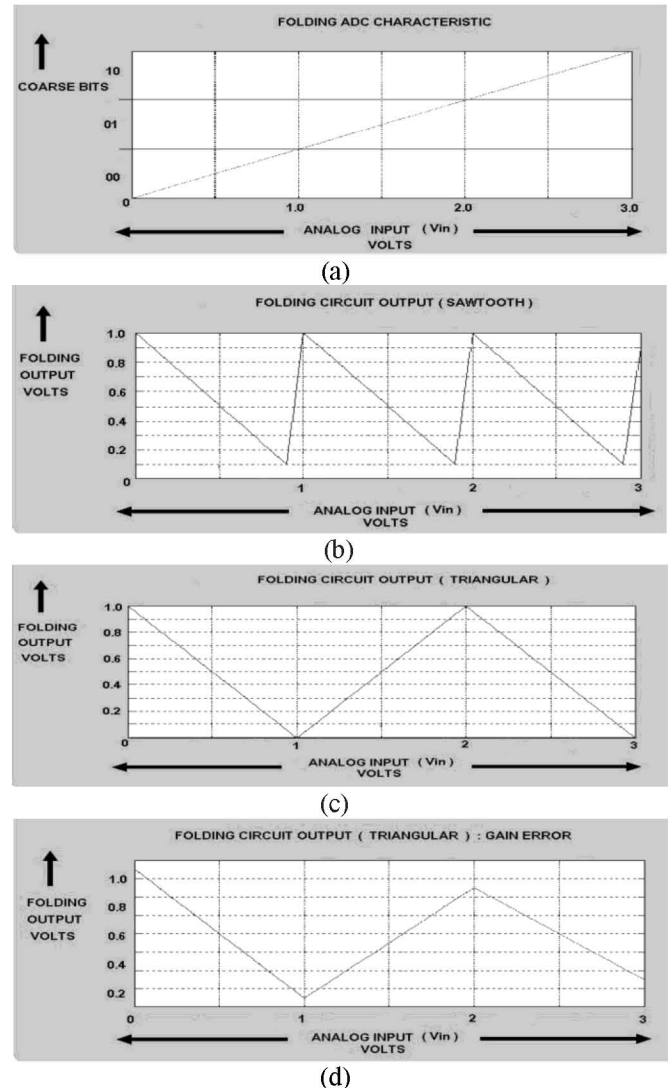 FOLDING ADC CHARACTERISTIC
10
COARSE BITS
01
00
0
1.0 2.0 3.0
ANALOG INPUT (Vin)
VOLTS
(a)
FOLDING CIRCUIT OUTPUT (SAWTOOTH)
1.0
FOLDING
OUTPUT
VOLTS
0.8
0.6
0.4
0.2
0
1 2 3
ANALOG INPUT (Vin)
VOLTS
(b)
FOLDING CIRCUIT OUTPUT ( TRIANGULAR )
1.0
FOLDING
OUTPUT
VOLTS
0.8
0.6
0.4
0.2
0 1 2 3
ANALOG INPUT (Vin)
VOLTS
(c)
FOLDING CIRCUIT OUTPUT ( TRIANGULAR ) : GAIN ERROR
1.0
FOLDING
OUTPUT
VOLTS
0.8
0.6
0.4
0.2
0 1 2 3
ANALOG INPUT (Vin)
VOLTS
(d)